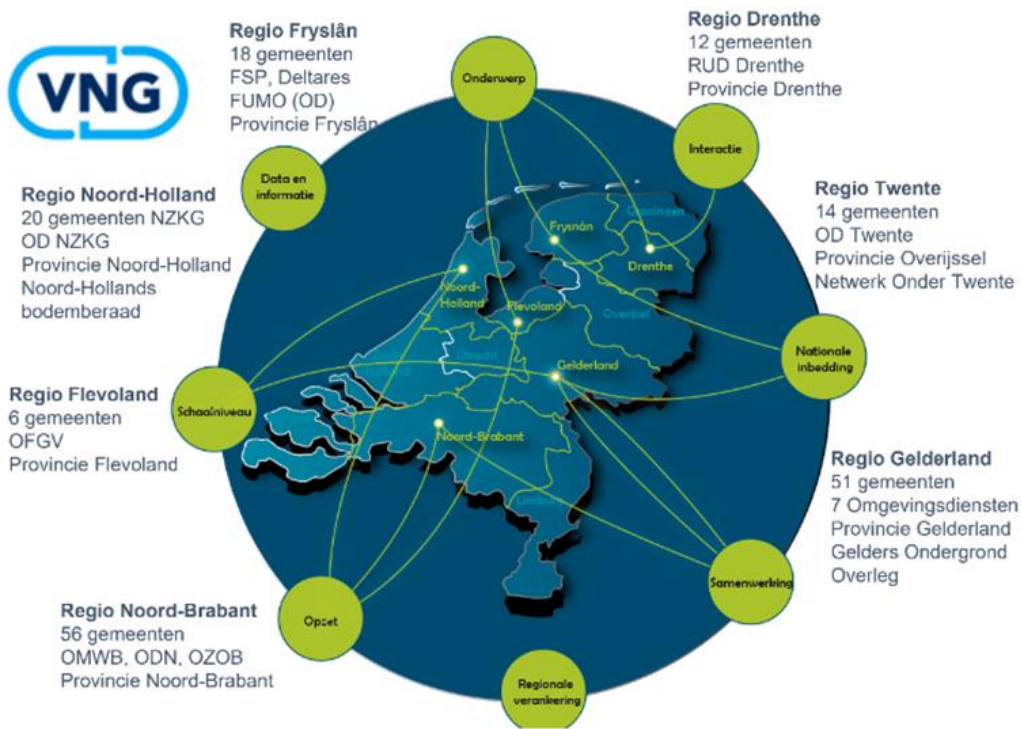 VNG
Regio Fryslân
18 gemeenten
FSP, Deltares
FUMO (OD)
Provincie Fryslân
Onderwerp
Regio Drenthe
12 gemeenten
RUD Drenthe
Provincie Drenthe
Interactie
Data en
informatie
Regio Noord-Holland
20 gemeenten NZKG
OD NZKG
Provincie Noord-Holland
Noord-Hollands
bodemberaad
Regio Twente
14 gemeenten
OD Twente
Provincie Overijssel
Netwerk Onder Twente
Groningen
Frysnân
Drenthe
Noord-
Holland
Flevoland
Overijsel
Utrecht
Gelderland
Noord-Brabant
Limburg
Nationale
inbedding
Schaalniveau
Regio Flevoland
6 gemeenten
OFGV
Provincie Flevoland
Regio Gelderland
51 gemeenten
7 Omgevingsdiensten
Provincie Gelderland
Gelders Ondergrond
Overleg
Samenwerking
Opzet
Regio Noord-Brabant
56 gemeenten
OMWB, ODN, OZOB
Provincie Noord-Brabant
Regionale
verankering